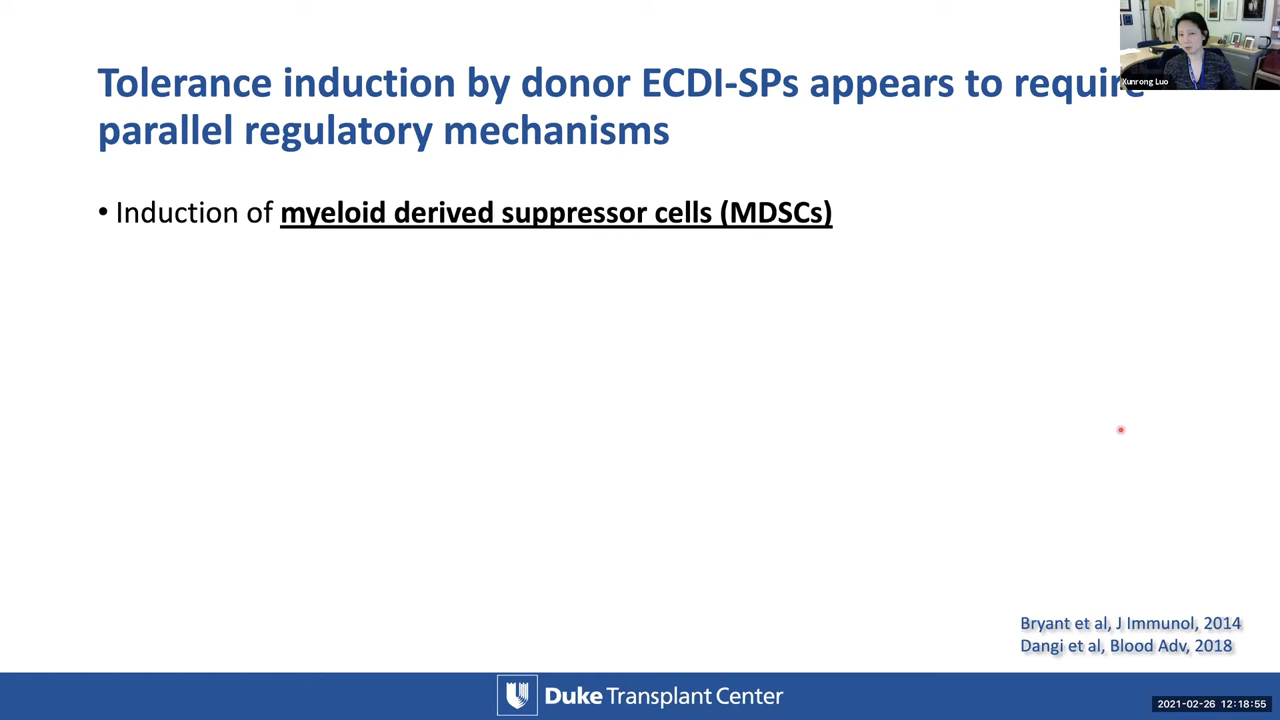 Tolerance induction by donor ECDI-SPs appears to require
parallel regulatory mechanisms
• Induction of myeloid derived suppressor cells (MDSCs)
Xunrong Luo
Bryant et al, J Immunol, 2014
Dangi et al, Blood Adv, 2018
Duke Transplant Center
2021-02-26 12:18:55